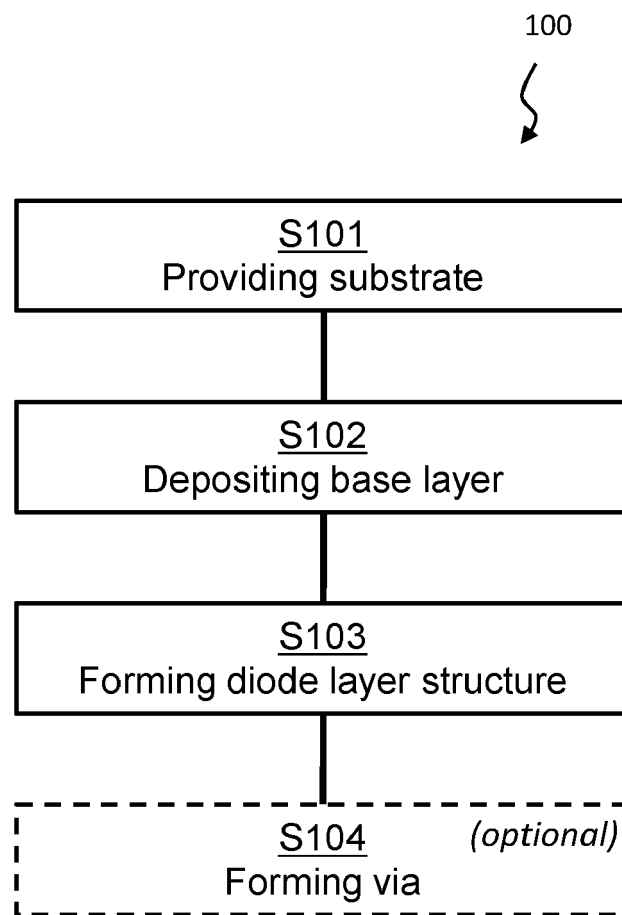 100
S101
Providing substrate
S102
Depositing base layer
S103
Forming diode layer structure
S104 (optional)
Forming via